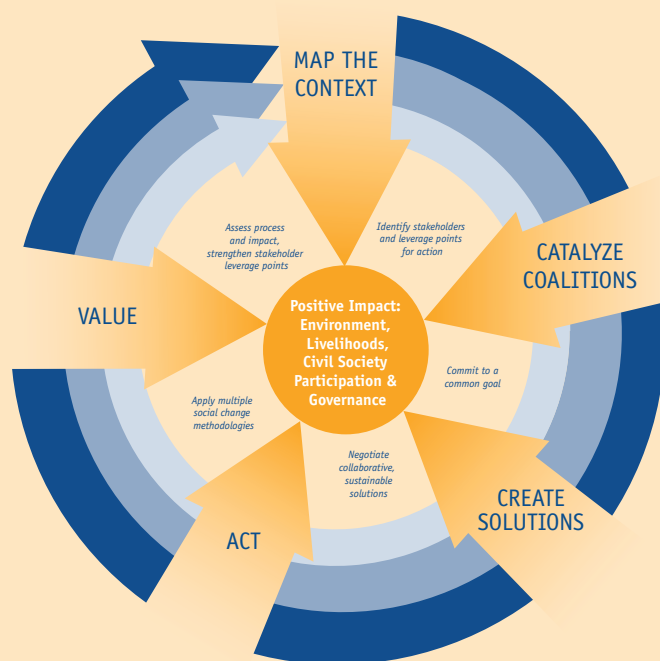 MAP THE
CONTEXT
Identify stakeholders
and leverage points
for action
CATALYZE
COALITIONS
Commit to a
common goal
CREATE
SOLUTIONS
Negotiate
collaborative,
sustainable
solutions
ACT
Apply multiple
social change
methodologies
VALUE
Assess process
and impact,
strengthen stakeholder
leverage points
Positive Impact:
Environment,
Livelihoods,
Civil Society
Participation &
Governance